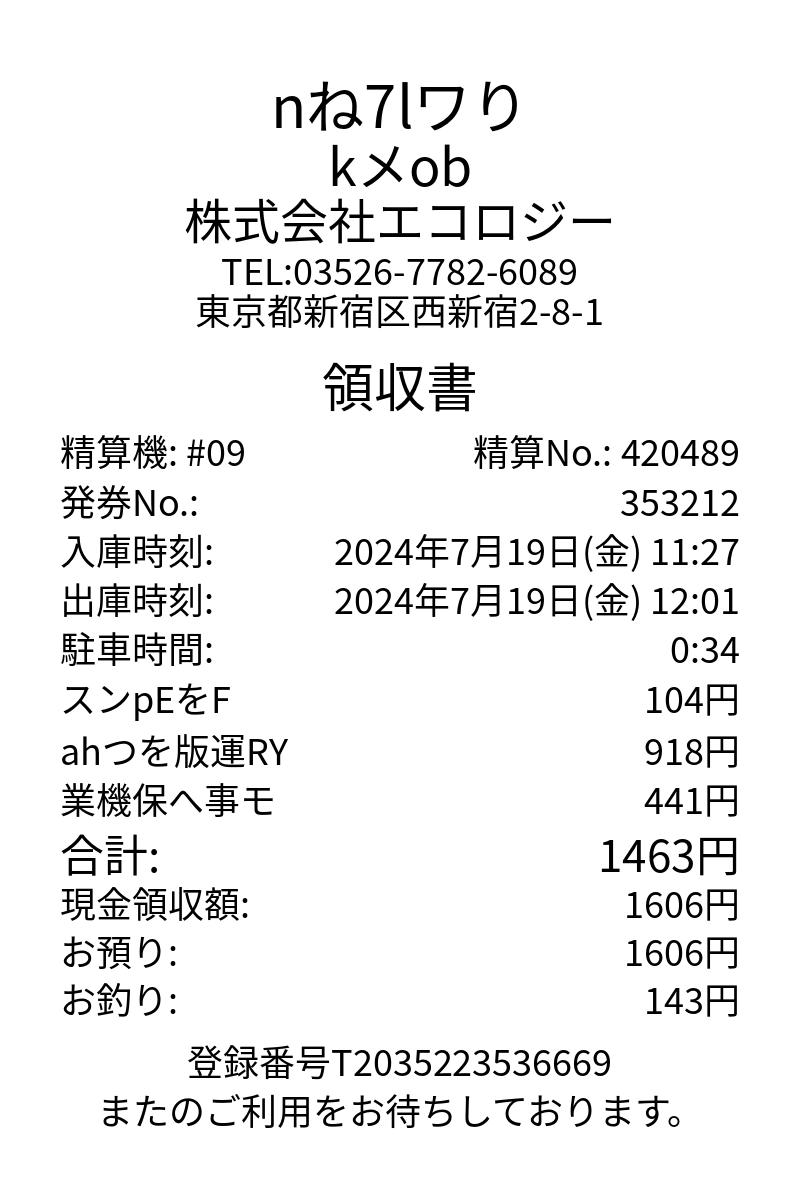 nね7lワり
kメob
株式会社エコロジー
TEL:03526-7782-6089
東京都新宿区西新宿2-8-1
領収書
精算機: #09 精算No.: 420489
発券No.: 353212
入庫時刻: 2024年7月19日(金) 11:27
出庫時刻: 2024年7月19日(金) 12:01
駐車時間: 0:34
スンpEをF 104円
ahつを版運RY 918円
業機保へ事モ 441円
合計: 1463円
現金領収額: 1606円
お預り: 1606円
お釣り: 143円
登録番号T2035223536669
またのご利用をお待ちしております。